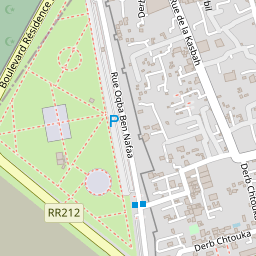 Boulevard Résidence
Rue de la Kasbah
Rue Oqba Ben Nafaa
P
RR212
Derb Chtouka
Derb Chtouka